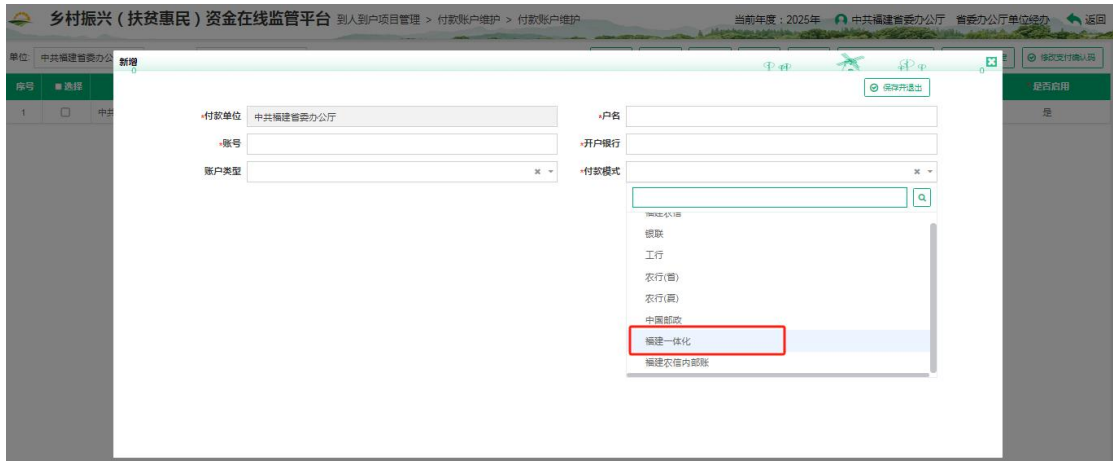 乡村振兴（扶贫惠民）资金在线监管平台 到人到户项目管理 > 付款账户维护 > 付款账户维护 当前年度：2025年 中共福建省委办公厅 省委办公厅单位经办 返回
单位 中共福建省委办公 修改支付确认码
新增
序号 选择 是否启用
保存并退出
1 中共 是
*付款单位 中共福建省委办公厅 *户名
*账号 *开户银行
账户类型 *付款模式
福建农信
银联
工行
农行(省)
农行(县)
中国邮政
福建一体化
福建农信内部账